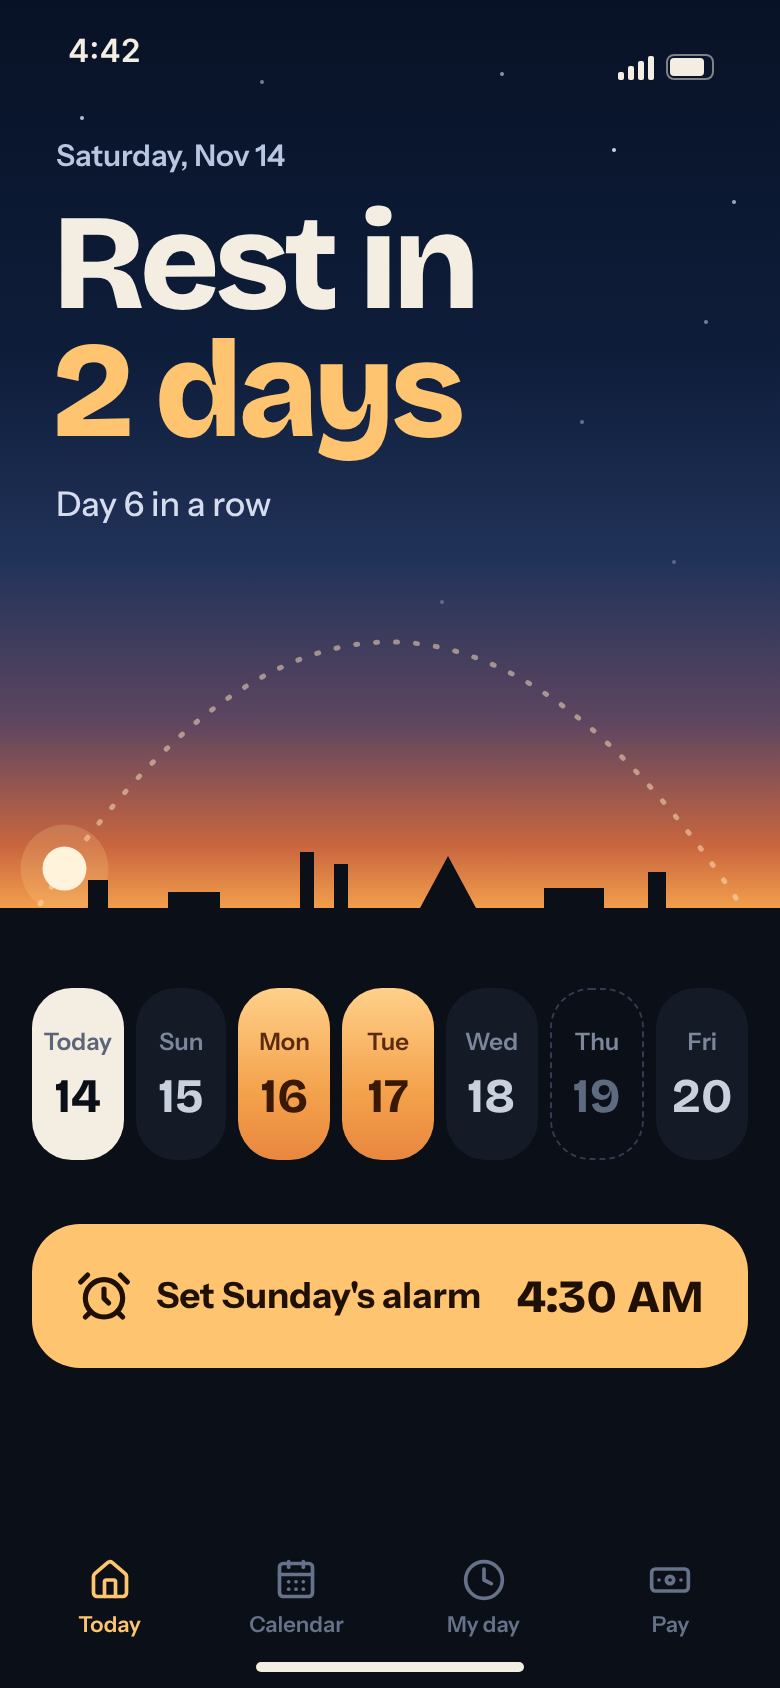 4:42
Saturday, Nov 14
Rest in
2 days
Day 6 in a row
Today Sun Mon Tue Wed Thu Fri
14 15 16 17 18 19 20
Set Sunday's alarm 4:30 AM
Today Calendar My day Pay